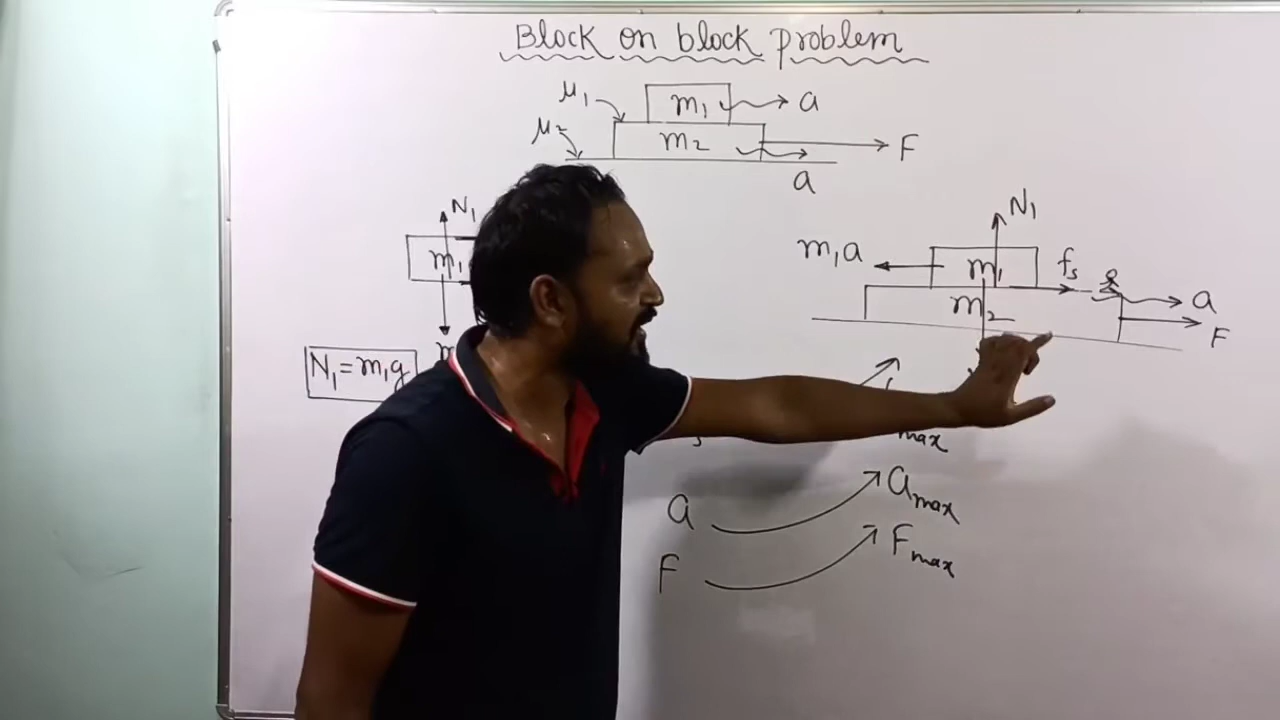 Block on block problem
μ₁
m₁ a
μ₂
m₂ F
a
N₁
m₁
N₁ = m₁g
N₁
m₁a m₁ fₛ
m₂ a
F
max
a aₘₐₓ
F Fₘₐₓ